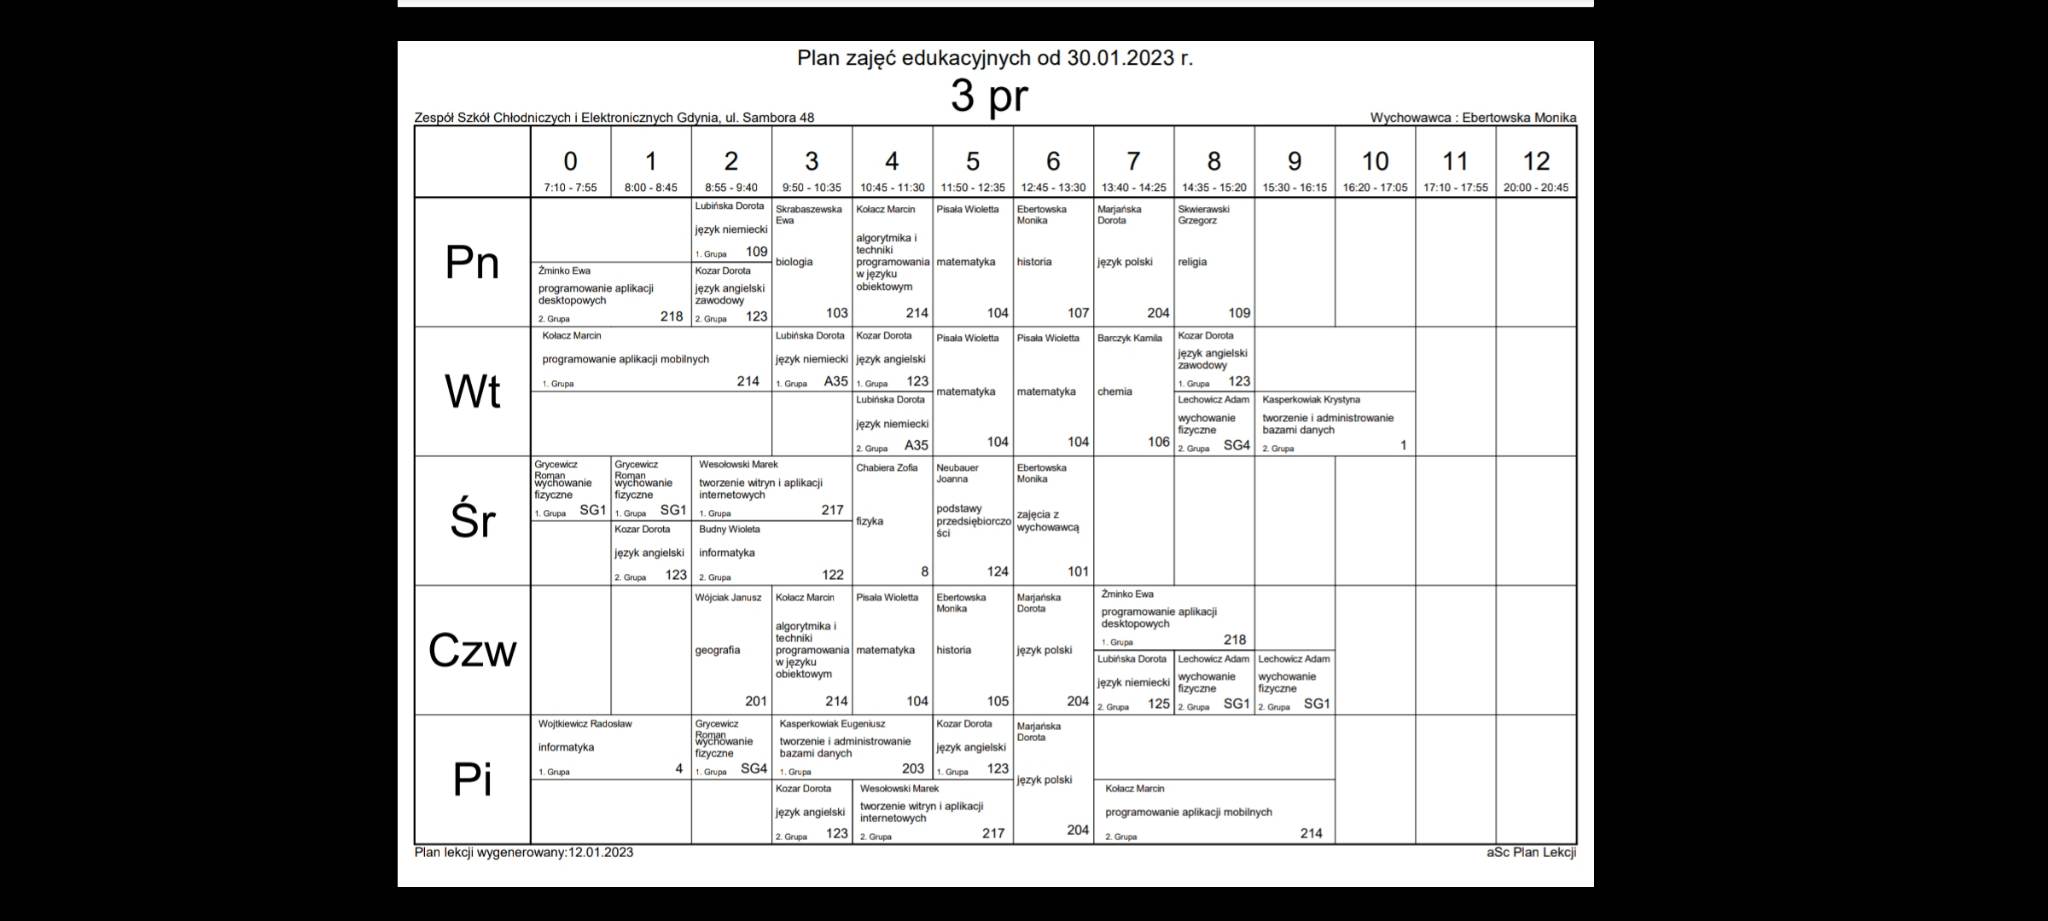 Plan zajęć edukacyjnych od 30.01.2023 r.
3 pr
Zespół Szkół Chłodniczych i Elektronicznych Gdynia, ul. Sambora 48
Wychowawca : Ebertowska Monika
0 1 2 3 4 5 6 7 8 9 10 11 12
7:10 - 7:55 8:00 - 8:45 8:55 - 9:40 9:50 - 10:35 10:45 - 11:30 11:50 - 12:35 12:45 - 13:30 13:40 - 14:25 14:35 - 15:20 15:30 - 16:15 16:20 - 17:05 17:10 - 17:55 20:00 - 20:45
Pn
Żminko Ewa
programowanie aplikacji
desktopowych
2. Grupa 218
Lubińska Dorota
język niemiecki
1. Grupa 109
Kozar Dorota
język angielski
zawodowy
2. Grupa 123
Skrabaszewska
Ewa
biologia
103
Kołacz Marcin
algorytmika i
techniki
programowania
w języku
obiektowym
214
Pisała Wioletta
matematyka
104
Ebertowska
Monika
historia
107
Marjańska
Dorota
język polski
204
Skwierawski
Grzegorz
religia
109
Wt
Kołacz Marcin
programowanie aplikacji mobilnych
1. Grupa 214
Lubińska Dorota
język niemiecki
1. Grupa A35
Kozar Dorota
język angielski
1. Grupa 123
Lubińska Dorota
język niemiecki
2. Grupa A35
Pisała Wioletta
matematyka
104
Pisała Wioletta
matematyka
104
Barczyk Kamila
chemia
106
Kozar Dorota
język angielski
zawodowy
1. Grupa 123
Lechowicz Adam
wychowanie
fizyczne
2. Grupa SG4
Kasperkowiak Krystyna
tworzenie i administrowanie
bazami danych
2. Grupa 1
Śr
Grycewicz
Roman
wychowanie
fizyczne
1. Grupa SG1
Grycewicz
Roman
wychowanie
fizyczne
1. Grupa SG1
Kozar Dorota
język angielski
2. Grupa 123
Wesołowski Marek
tworzenie witryn i aplikacji
internetowych
1. Grupa 217
Budny Wioleta
informatyka
2. Grupa 122
Chabiera Zofia
fizyka
8
Neubauer
Joanna
podstawy
przedsiębiorczo
ści
124
Ebertowska
Monika
zajęcia z
wychowawcą
101
Czw
Wójciak Janusz
geografia
201
Kołacz Marcin
algorytmika i
techniki
programowania
w języku
obiektowym
214
Pisała Wioletta
matematyka
104
Ebertowska
Monika
historia
105
Marjańska
Dorota
język polski
204
Żminko Ewa
programowanie aplikacji
desktopowych
1. Grupa 218
Lubińska Dorota
język niemiecki
2. Grupa 125
Lechowicz Adam
wychowanie
fizyczne
2. Grupa SG1
Lechowicz Adam
wychowanie
fizyczne
2. Grupa SG1
Pi
Wojtkiewicz Radosław
informatyka
1. Grupa 4
Grycewicz
Roman
wychowanie
fizyczne
1. Grupa SG4
Kasperkowiak Eugeniusz
tworzenie i administrowanie
bazami danych
1. Grupa 203
Kozar Dorota
język angielski
2. Grupa 123
Wesołowski Marek
tworzenie witryn i aplikacji
internetowych
2. Grupa 217
Kozar Dorota
język angielski
1. Grupa 123
Marjańska
Dorota
język polski
204
Kołacz Marcin
programowanie aplikacji mobilnych
2. Grupa 214
Plan lekcji wygenerowany:12.01.2023
aSc Plan Lekcji